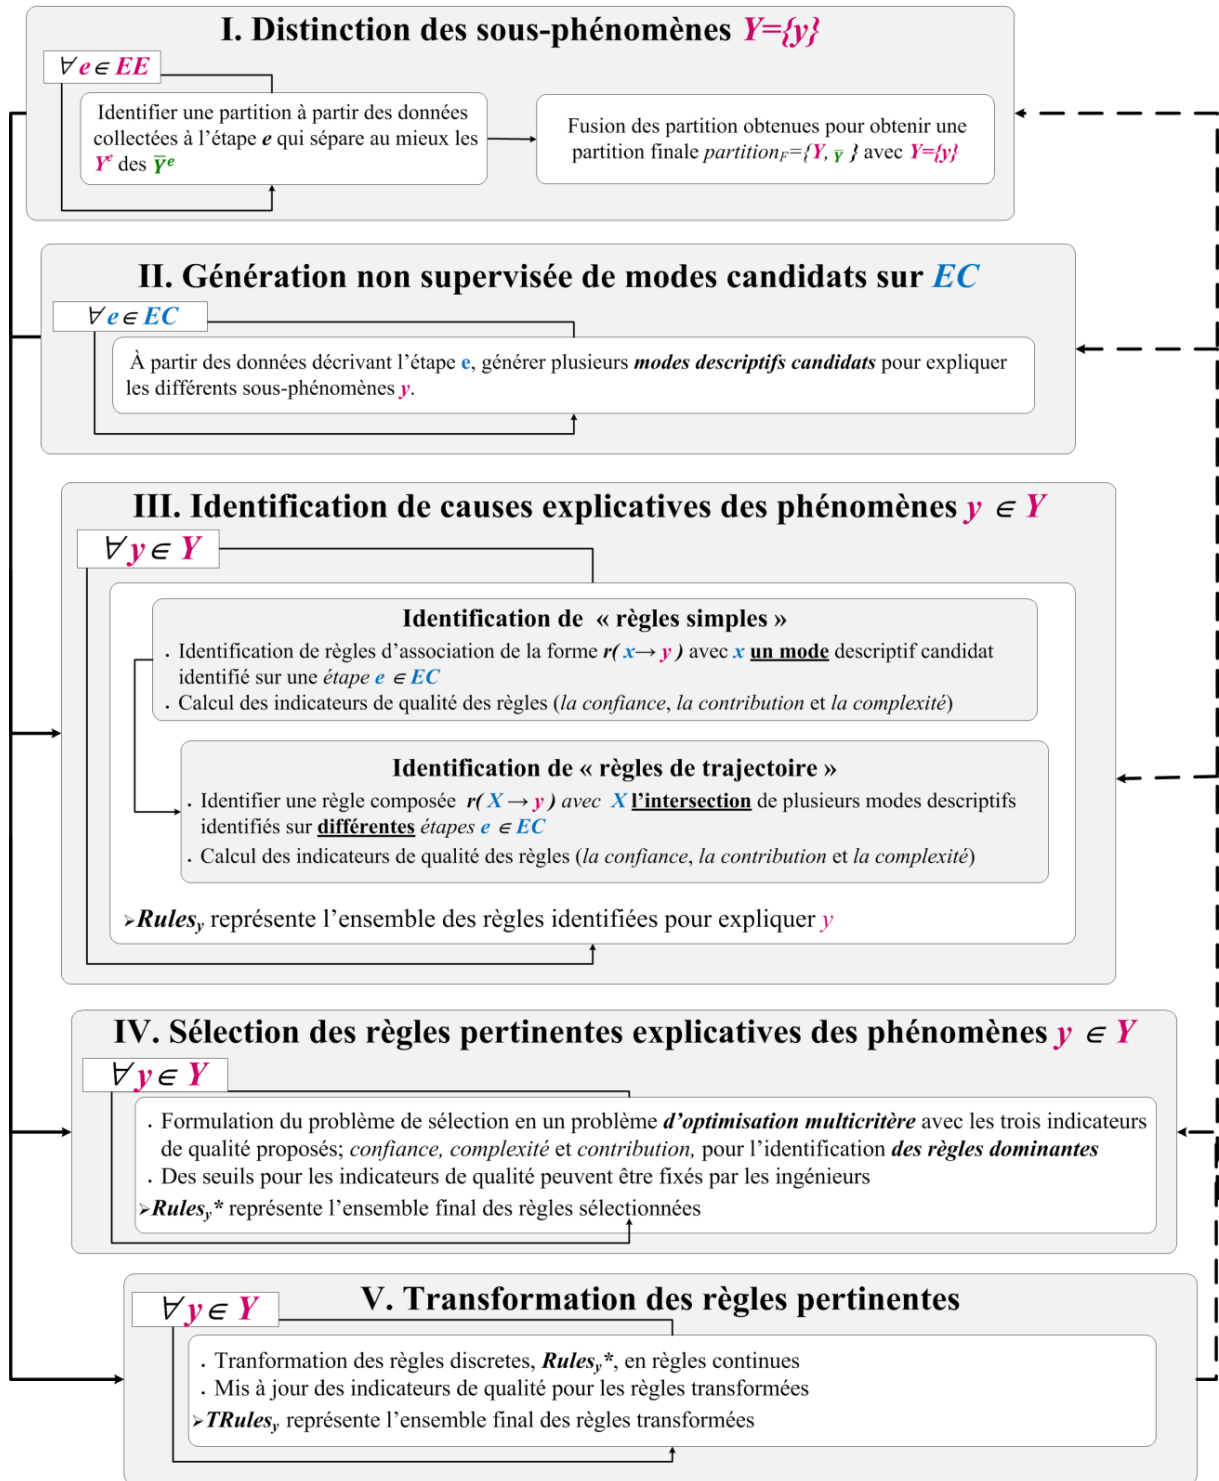 I. Distinction des sous-phénomènes Y={y}
∀ e ∈ EE
Identifier une partition à partir des données
collectées à l’étape e qui sépare au mieux les
Y^e des Ȳ^e
Fusion des partition obtenues pour obtenir une
partition finale partition_F={Y, Ȳ } avec Y={y}
II. Génération non supervisée de modes candidats sur EC
∀ e ∈ EC
À partir des données décrivant l’étape e, générer plusieurs modes descriptifs candidats pour expliquer
les différents sous-phénomènes y.
III. Identification de causes explicatives des phénomènes y ∈ Y
∀ y ∈ Y
Identification de « règles simples »
. Identification de règles d’association de la forme r( x→ y ) avec x un mode descriptif candidat
identifié sur une étape e ∈ EC
. Calcul des indicateurs de qualité des règles (la confiance, la contribution et la complexité)
Identification de « règles de trajectoire »
. Identifier une règle composée r( X → y ) avec X l’intersection de plusieurs modes descriptifs
identifiés sur différentes étapes e ∈ EC
. Calcul des indicateurs de qualité des règles (la confiance, la contribution et la complexité)
➢Rules_y représente l’ensemble des règles identifiées pour expliquer y
IV. Sélection des règles pertinentes explicatives des phénomènes y ∈ Y
∀ y ∈ Y
. Formulation du problème de sélection en un problème d’optimisation multicritère avec les trois indicateurs
de qualité proposés; confiance, complexité et contribution, pour l’identification des règles dominantes
. Des seuils pour les indicateurs de qualité peuvent être fixés par les ingénieurs
➢Rules_y* représente l’ensemble final des règles sélectionnées
V. Transformation des règles pertinentes
∀ y ∈ Y
. Tranformation des règles discretes, Rules_y*, en règles continues
. Mis à jour des indicateurs de qualité pour les règles transformées
➢TRules_y représente l’ensemble final des règles transformées